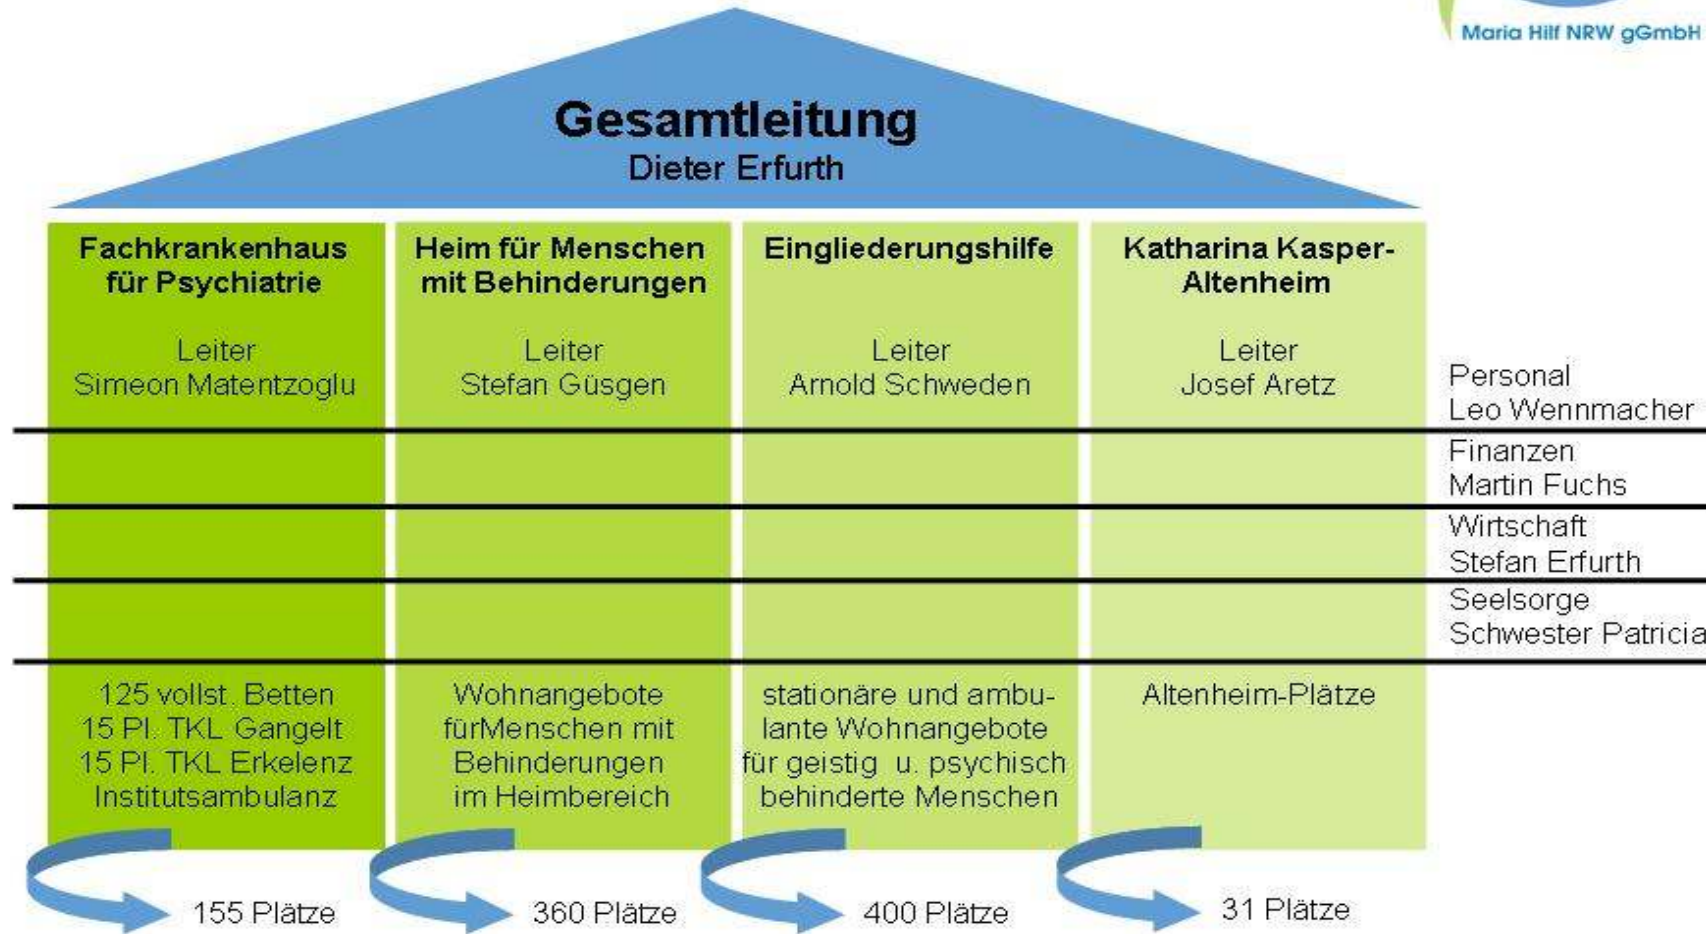 Maria Hilf NRW gGmbH
Gesamtleitung
Dieter Erfurth
Fachkrankenhaus
für Psychiatrie
Leiter
Simeon Matentzoglu
Heim für Menschen
mit Behinderungen
Leiter
Stefan Güsgen
Eingliederungshilfe
Leiter
Arnold Schweden
Katharina Kasper-
Altenheim
Leiter
Josef Aretz
Personal
Leo Wennmacher
Finanzen
Martin Fuchs
Wirtschaft
Stefan Erfurth
Seelsorge
Schwester Patricia
125 vollst. Betten
15 Pl. TKL Gangelt
15 Pl. TKL Erkelenz
Institutsambulanz
Wohnangebote
fürMenschen mit
Behinderungen
im Heimbereich
stationäre und ambu-
lante Wohnangebote
für geistig u. psychisch
behinderte Menschen
Altenheim-Plätze
155 Plätze
360 Plätze
400 Plätze
31 Plätze